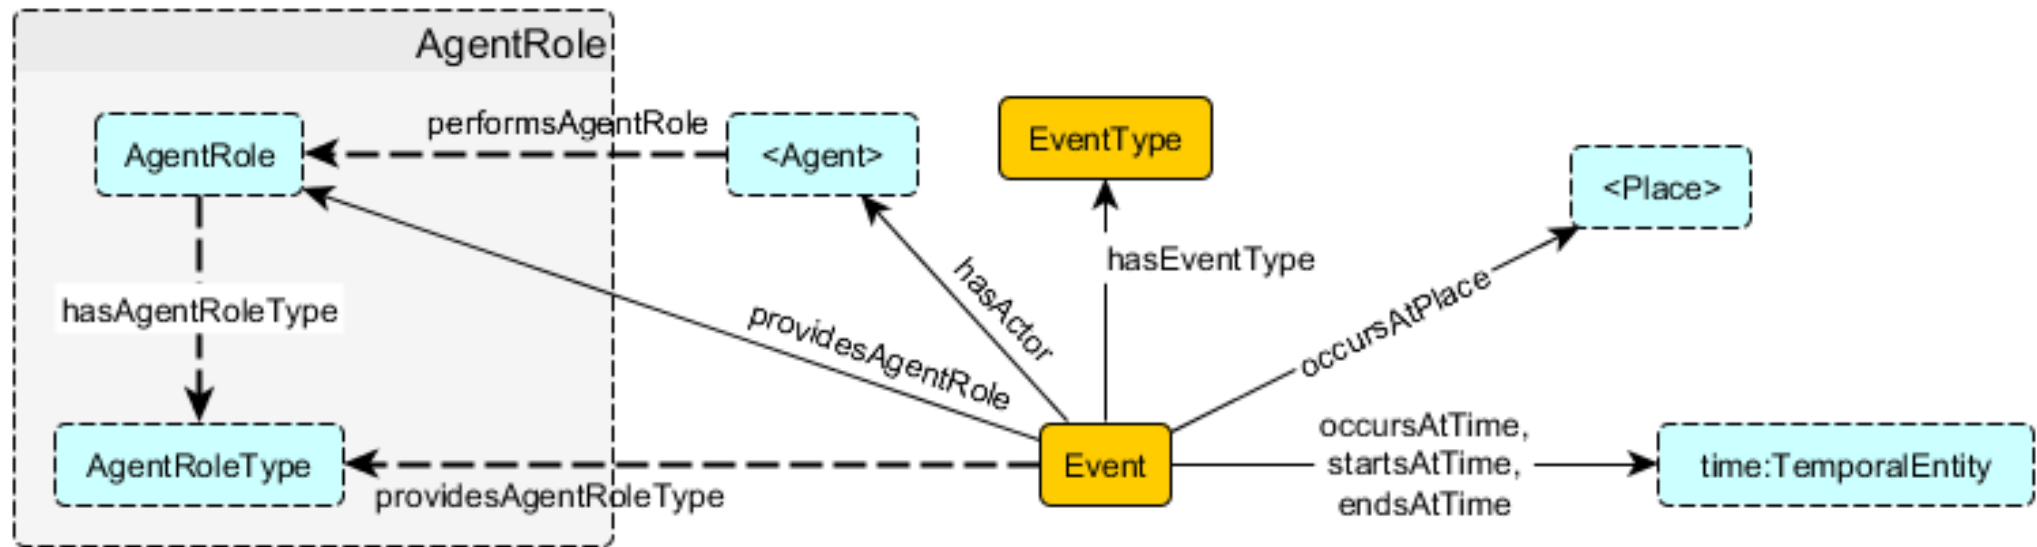 AgentRole
performsAgentRole
AgentRole
<Agent>
EventType
<Place>
hasEventType
hasAgentRoleType
hasActor
occursAtPlace
providesAgentRole
occursAtTime,
startsAtTime,
endsAtTime
AgentRoleType
Event
time:TemporalEntity
providesAgentRoleType